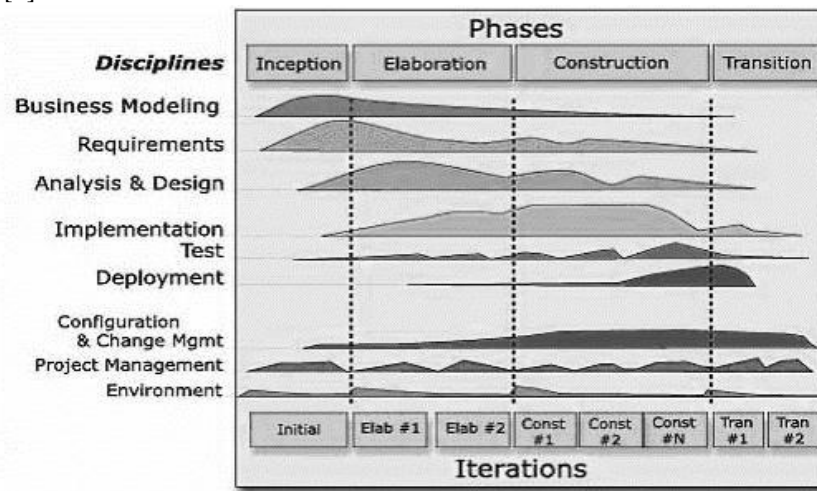 Phases
Disciplines
Inception
Elaboration
Construction
Transition
Business Modeling
Requirements
Analysis & Design
Implementation
Test
Deployment
Configuration
& Change Mgmt
Project Management
Environment
Initial
Elab #1
Elab #2
Const
#1
Const
#2
Const
#N
Tran
#1
Tran
#2
Iterations